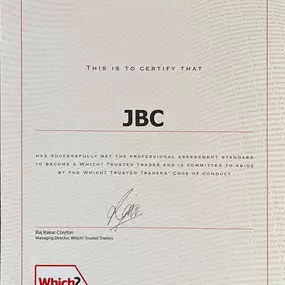 THIS IS TO CERTIFY THAT
JBC
HAS SUCCESSFULLY MET THE PROFESSIONAL ASSESSMENT STANDARD
TO BECOME A WHICH? TRUSTED TRADER AND IS COMMITTED TO ABIDE
BY THE WHICH? TRUSTED TRADERS' CODE OF CONDUCT
Raj Kakar-Clayton
Managing Director, Which? Trusted Traders
Which?